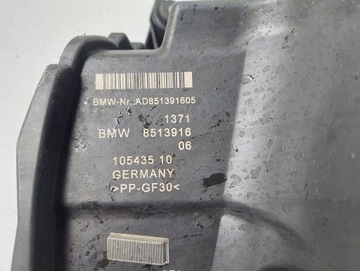 BMW-Nr.:AD851391605
1371
BMW 8513916
06
105435 10
GERMANY
>PP-GF30<